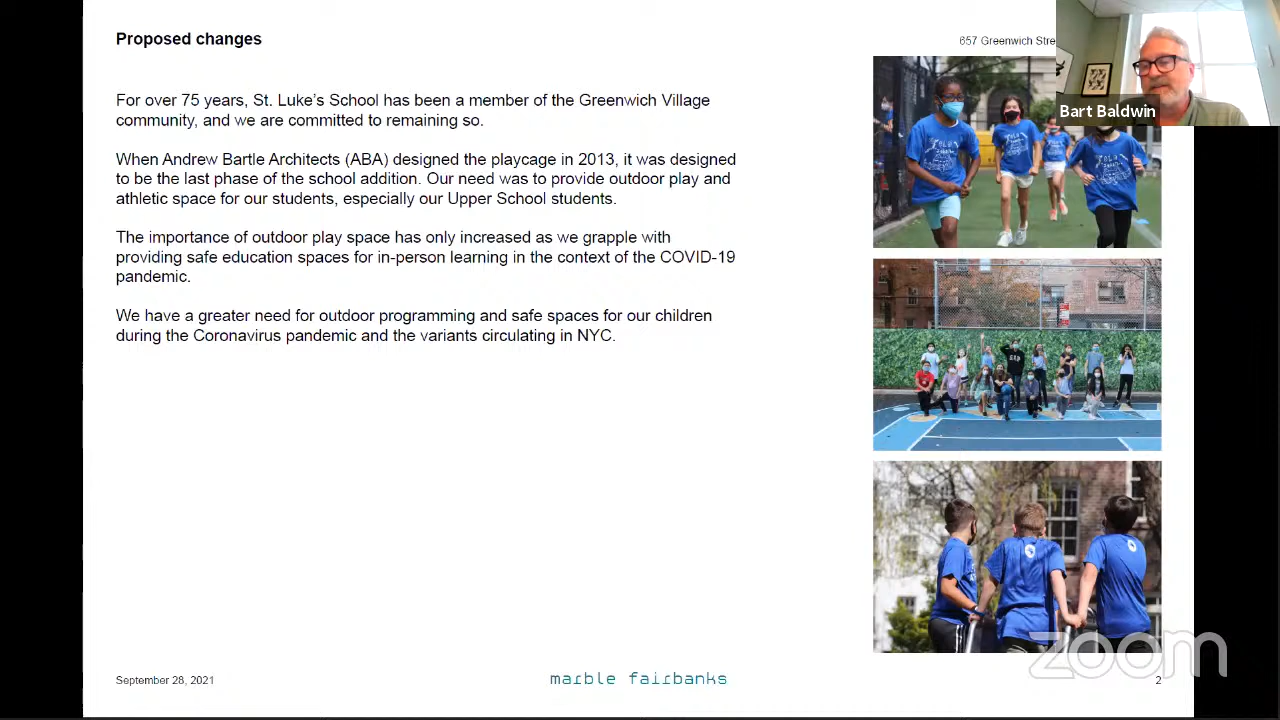 Proposed changes
657 Greenwich Stre
Bart Baldwin
For over 75 years, St. Luke's School has been a member of the Greenwich Village
community, and we are committed to remaining so.
When Andrew Bartle Architects (ABA) designed the playcage in 2013, it was designed
to be the last phase of the school addition. Our need was to provide outdoor play and
athletic space for our students, especially our Upper School students.
The importance of outdoor play space has only increased as we grapple with
providing safe education spaces for in-person learning in the context of the COVID-19
pandemic.
We have a greater need for outdoor programming and safe spaces for our children
during the Coronavirus pandemic and the variants circulating in NYC.
GAP
zoom
September 28, 2021
marble fairbanks
2